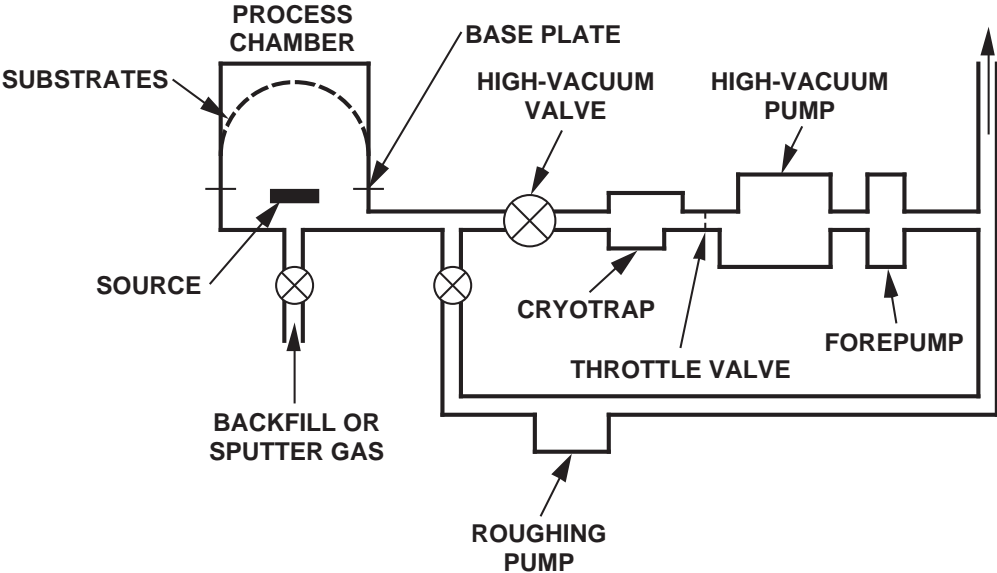 PROCESS
CHAMBER
BASE PLATE
SUBSTRATES
HIGH-VACUUM
VALVE
HIGH-VACUUM
PUMP
SOURCE
CRYOTRAP
THROTTLE VALVE
FOREPUMP
BACKFILL OR
SPUTTER GAS
ROUGHING
PUMP